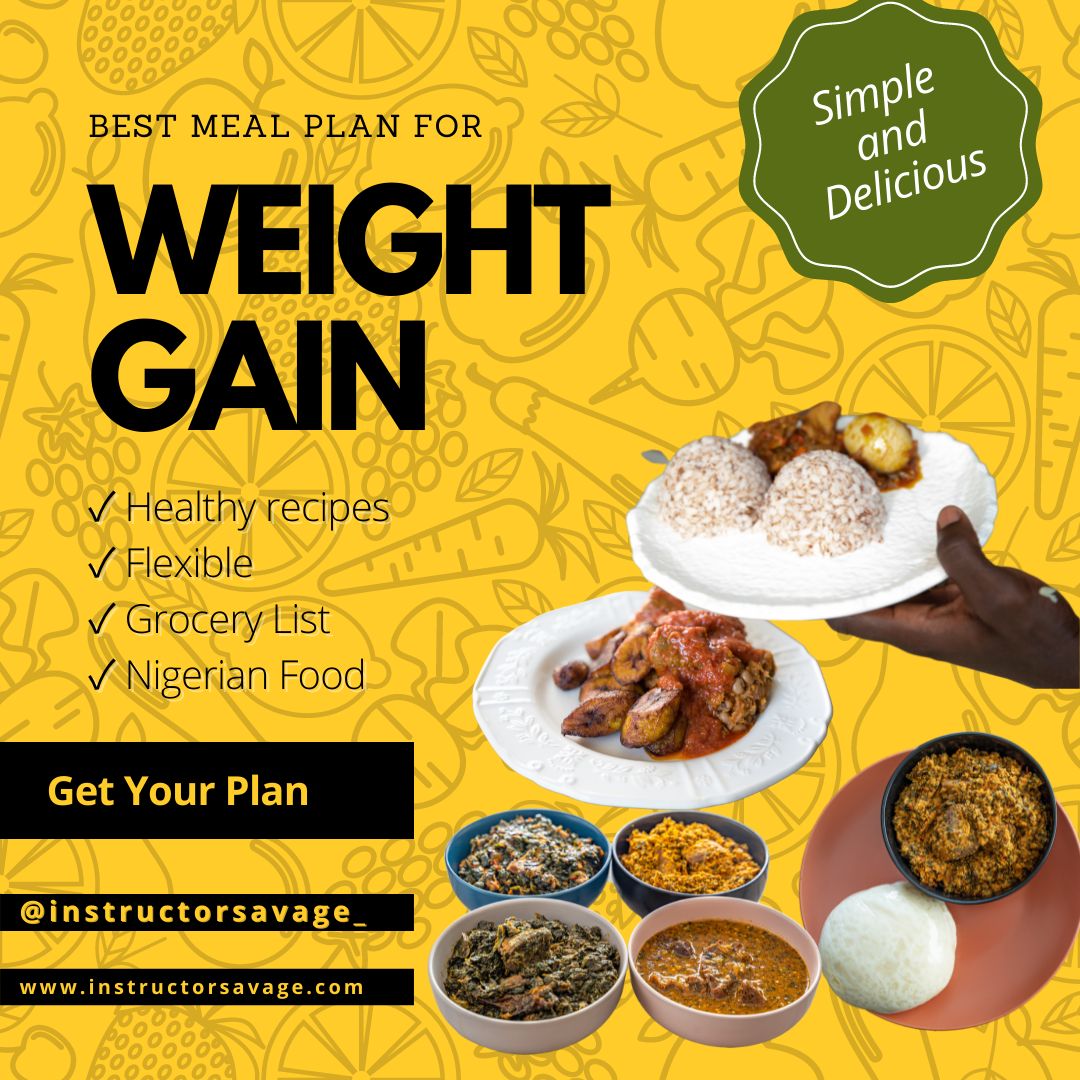 BEST MEAL PLAN FOR
WEIGHT
GAIN
Simple
and
Delicious
✓ Healthy recipes
✓ Flexible
✓ Grocery List
✓ Nigerian Food
Get Your Plan
@instructorsavage_
www.instructorsavage.com